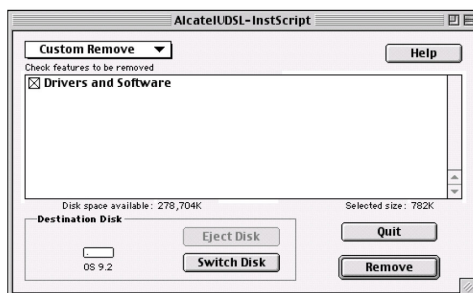 AlcatelUDSL-InstScript
Custom Remove
Help
Check features to be removed
Drivers and Software
Disk space available: 278,704K
Selected size: 782K
Destination Disk
OS 9.2
Eject Disk
Switch Disk
Quit
Remove